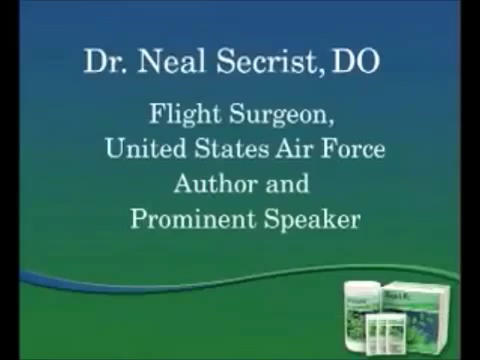 Dr. Neal Secrist, DO
Flight Surgeon,
United States Air Force
Author and
Prominent Speaker